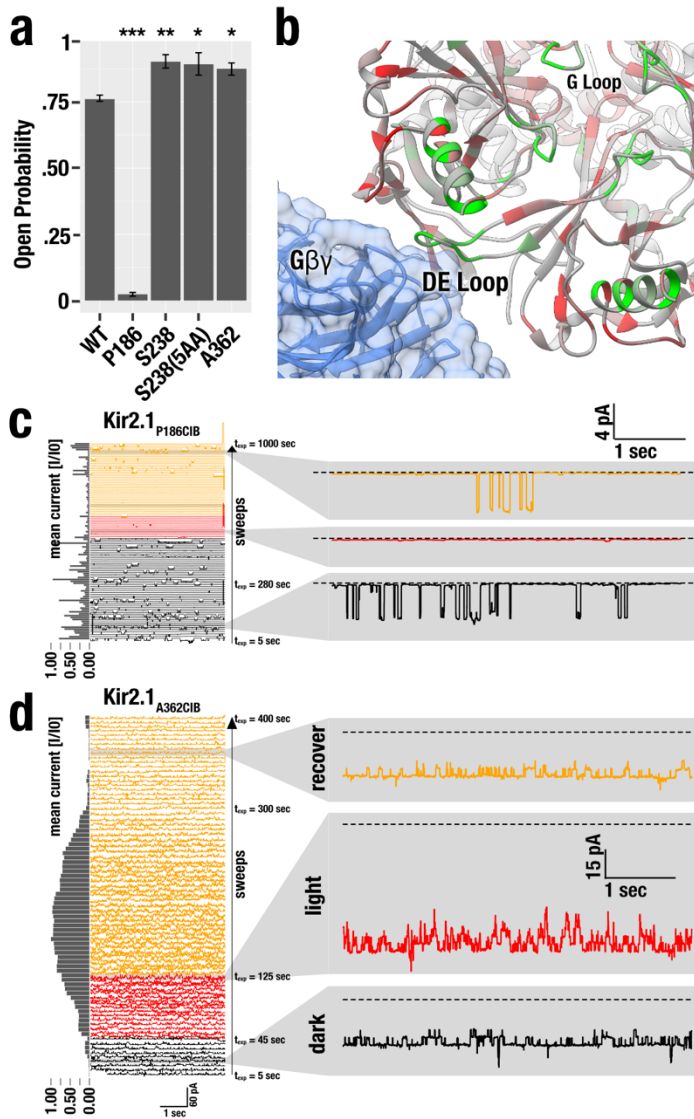 a
*** ** * *
1
.75
.50
.25
0
Open Probability
WT
P186
S238
S238(5AA)
A362
b
G Loop
Gβγ
DE Loop
c
Kir2.1P186CIB
mean current [I/I0]
1.00
0.50
0.00
texp = 1000 sec
sweeps
texp = 280 sec
texp = 5 sec
4 pA
1 sec
d
Kir2.1A362CIB
mean current [I/I0]
1.00
0.50
0.00
texp = 400 sec
texp = 300 sec
sweeps
texp = 125 sec
texp = 45 sec
texp = 5 sec
1 sec
60 pA
recover
light
15 pA
1 sec
dark